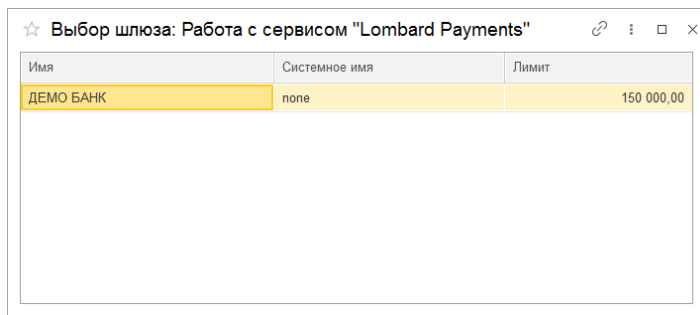 Выбор шлюза: Работа с сервисом "Lombard Payments"
Имя Системное имя Лимит
ДЕМО БАНК none 150 000,00